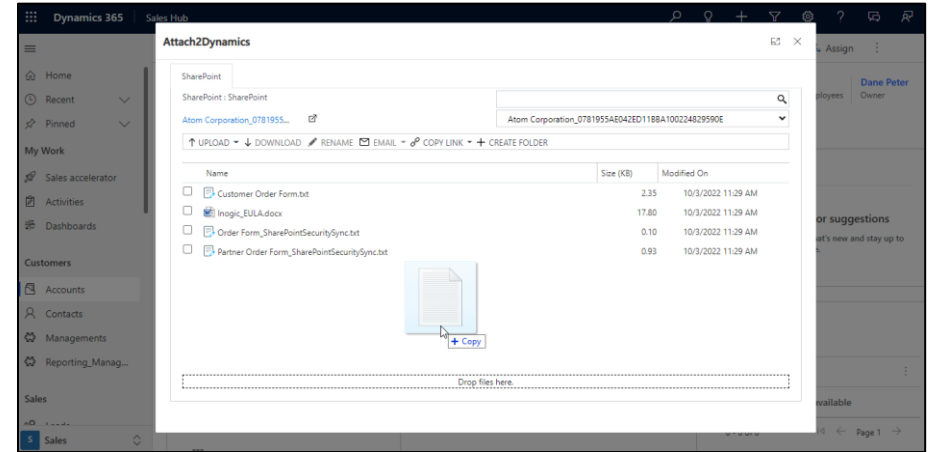 Dynamics 365 Sales Hub
Attach2Dynamics
Assign
Home
Recent
Pinned
My Work
Sales accelerator
Activities
Dashboards
Customers
Accounts
Contacts
Managements
Reporting_Manag...
Sales
S Sales
SharePoint
SharePoint : SharePoint
Atom Corporation_0781955... Atom Corporation_0781955AE042ED11BBA100224829590E
UPLOAD DOWNLOAD RENAME EMAIL COPY LINK CREATE FOLDER
Name Size (KB) Modified On
Customer Order Form.txt 2.35 10/3/2022 11:29 AM
Inogic_EULA.docx 17.80 10/3/2022 11:29 AM
Order Form_SharePointSecuritySync.txt 0.10 10/3/2022 11:29 AM
Partner Order Form_SharePointSecuritySync.txt 0.93 10/3/2022 11:29 AM
+ Copy
Drop files here.
Dane Peter
ployees Owner
or suggestions
at's new and stay up to
vailable
Page 1